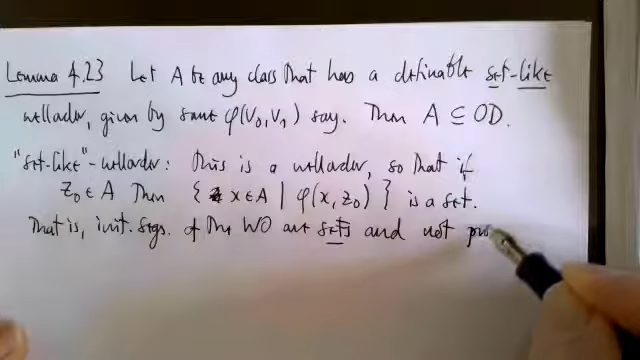 Lemma 4.23 Let A be any class that has a definable set-like
wellorder, given by some φ(v₀,v₁) say. Then A ⊆ OD.
"set-like"-wellorder: this is a wellorder, so that if
z₀ ∈ A then { x ∈ A | φ(x, z₀) } is a set.
That is, init. segs. of the WO are sets and not pr